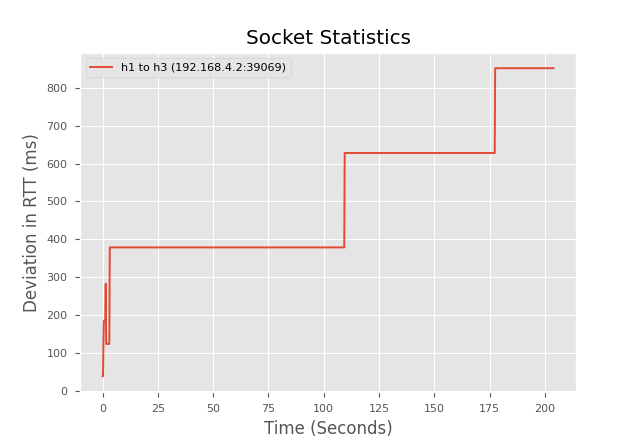 Socket Statistics
h1 to h3 (192.168.4.2:39069)
Deviation in RTT (ms)
800
700
600
500
400
300
200
100
0
0 25 50 75 100 125 150 175 200
Time (Seconds)